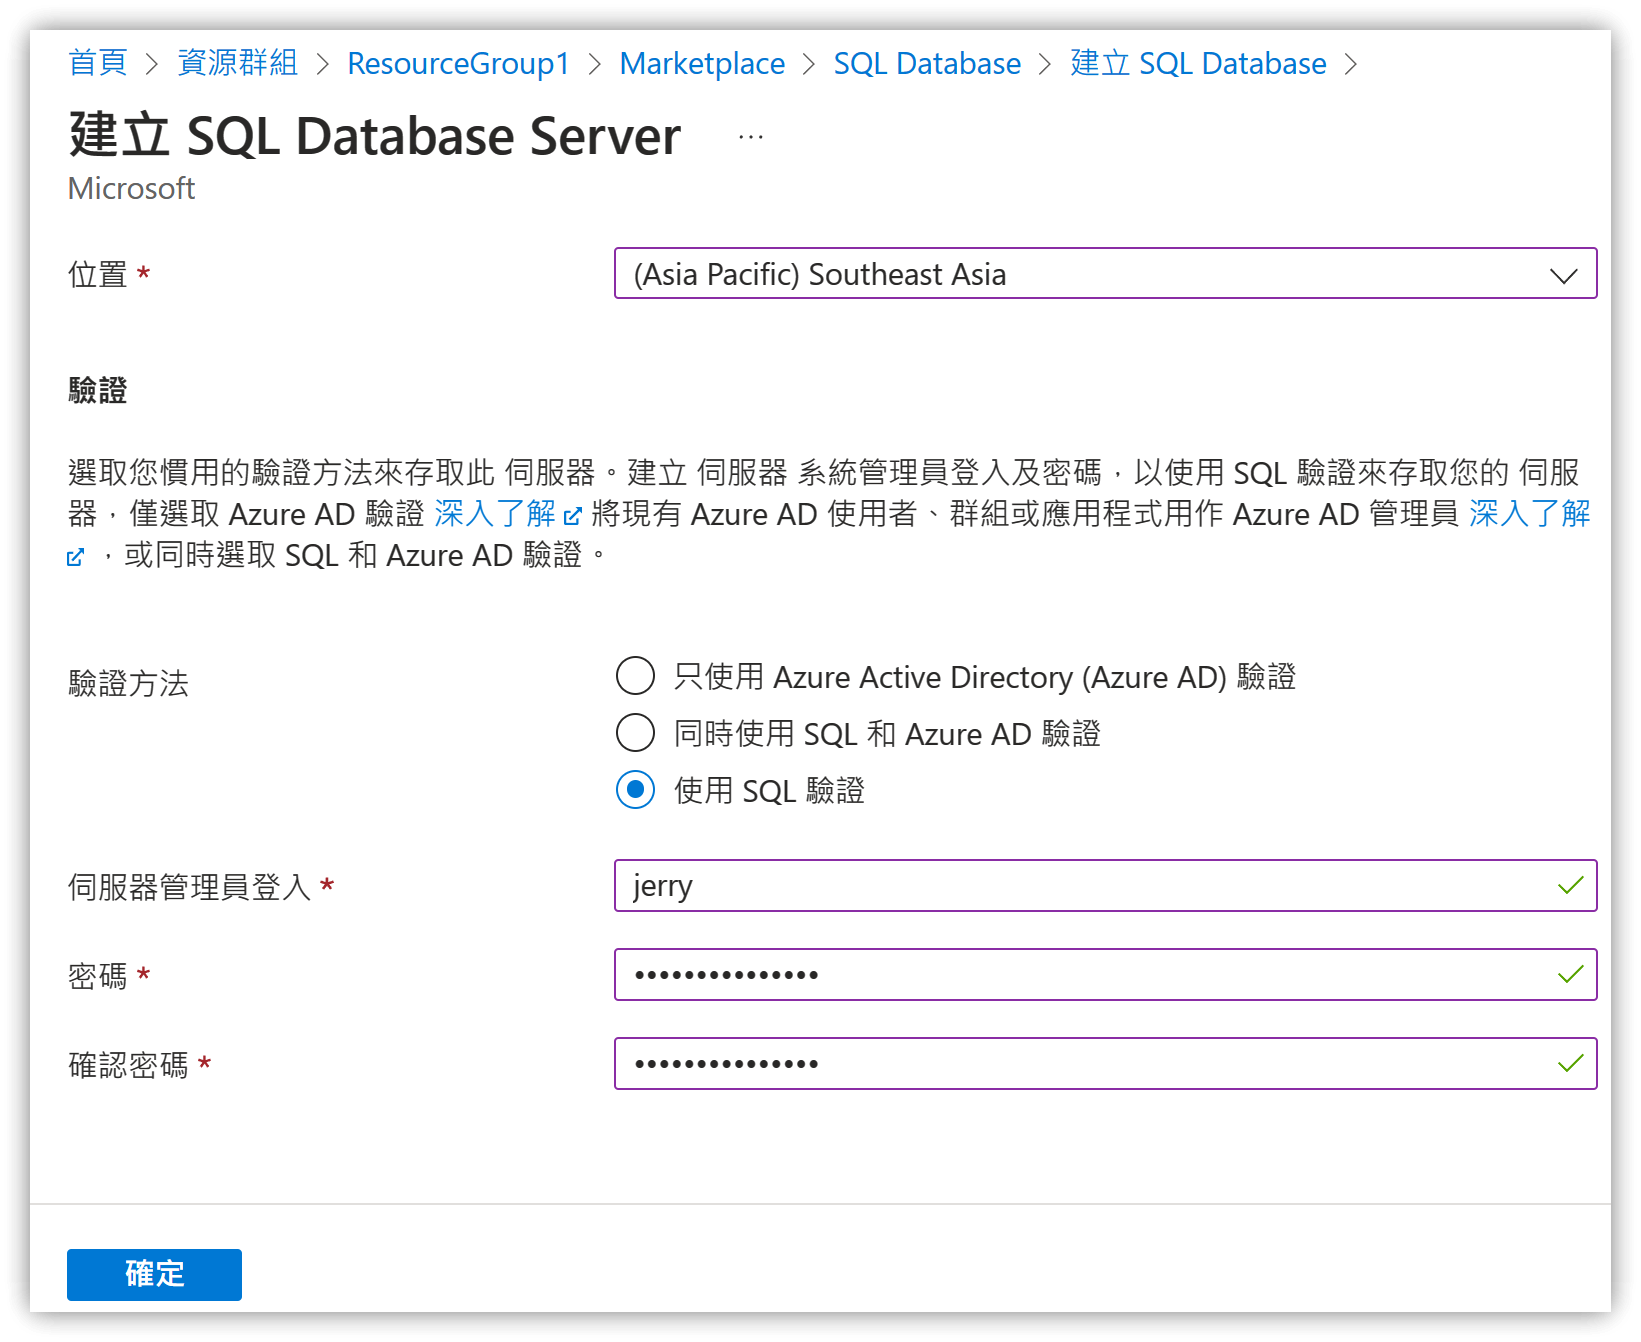 首頁 > 資源群組 > ResourceGroup1 > Marketplace > SQL Database > 建立 SQL Database >
建立 SQL Database Server ...
Microsoft
位置 * (Asia Pacific) Southeast Asia
驗證
選取您慣用的驗證方法來存取此 伺服器。建立 伺服器 系統管理員登入及密碼，以使用 SQL 驗證來存取您的 伺服
器，僅選取 Azure AD 驗證 深入了解 將現有 Azure AD 使用者、群組或應用程式用作 Azure AD 管理員 深入了解
，或同時選取 SQL 和 Azure AD 驗證。
驗證方法
只使用 Azure Active Directory (Azure AD) 驗證
同時使用 SQL 和 Azure AD 驗證
使用 SQL 驗證
伺服器管理員登入 * jerry
密碼 * •••••••••••••••
確認密碼 * •••••••••••••••
確定